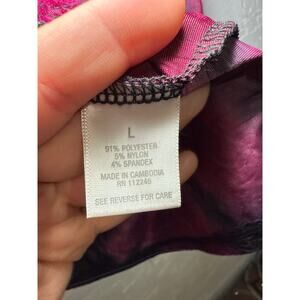 L
91% POLYESTER
5% NYLON
4% SPANDEX
MADE IN CAMBODIA
RN 112246
SEE REVERSE FOR CARE